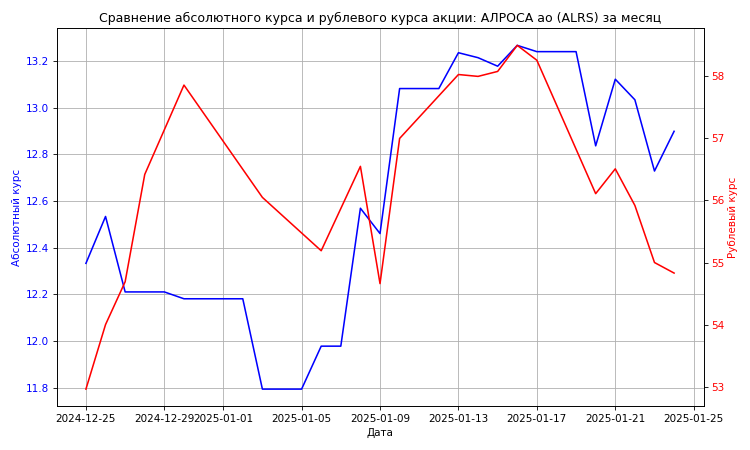 Сравнение абсолютного курса и рублевого курса акции: АЛРОСА ао (ALRS) за месяц
13.2
13.0
12.8
12.6
12.4
12.2
12.0
11.8
Абсолютный курс
58
57
56
55
54
53
Рублевый курс
2024-12-25 2024-12-29 2025-01-01 2025-01-05 2025-01-09 2025-01-13 2025-01-17 2025-01-21 2025-01-25
Дата